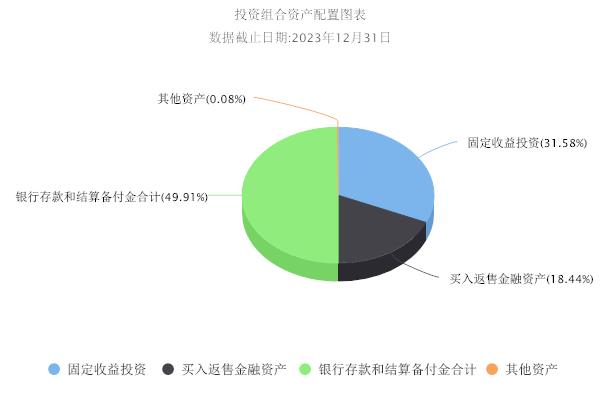 投资组合资产配置图表
数据截止日期:2023年12月31日
其他资产(0.08%)
固定收益投资(31.58%)
银行存款和结算备付金合计(49.91%)
买入返售金融资产(18.44%)
固定收益投资 买入返售金融资产 银行存款和结算备付金合计 其他资产